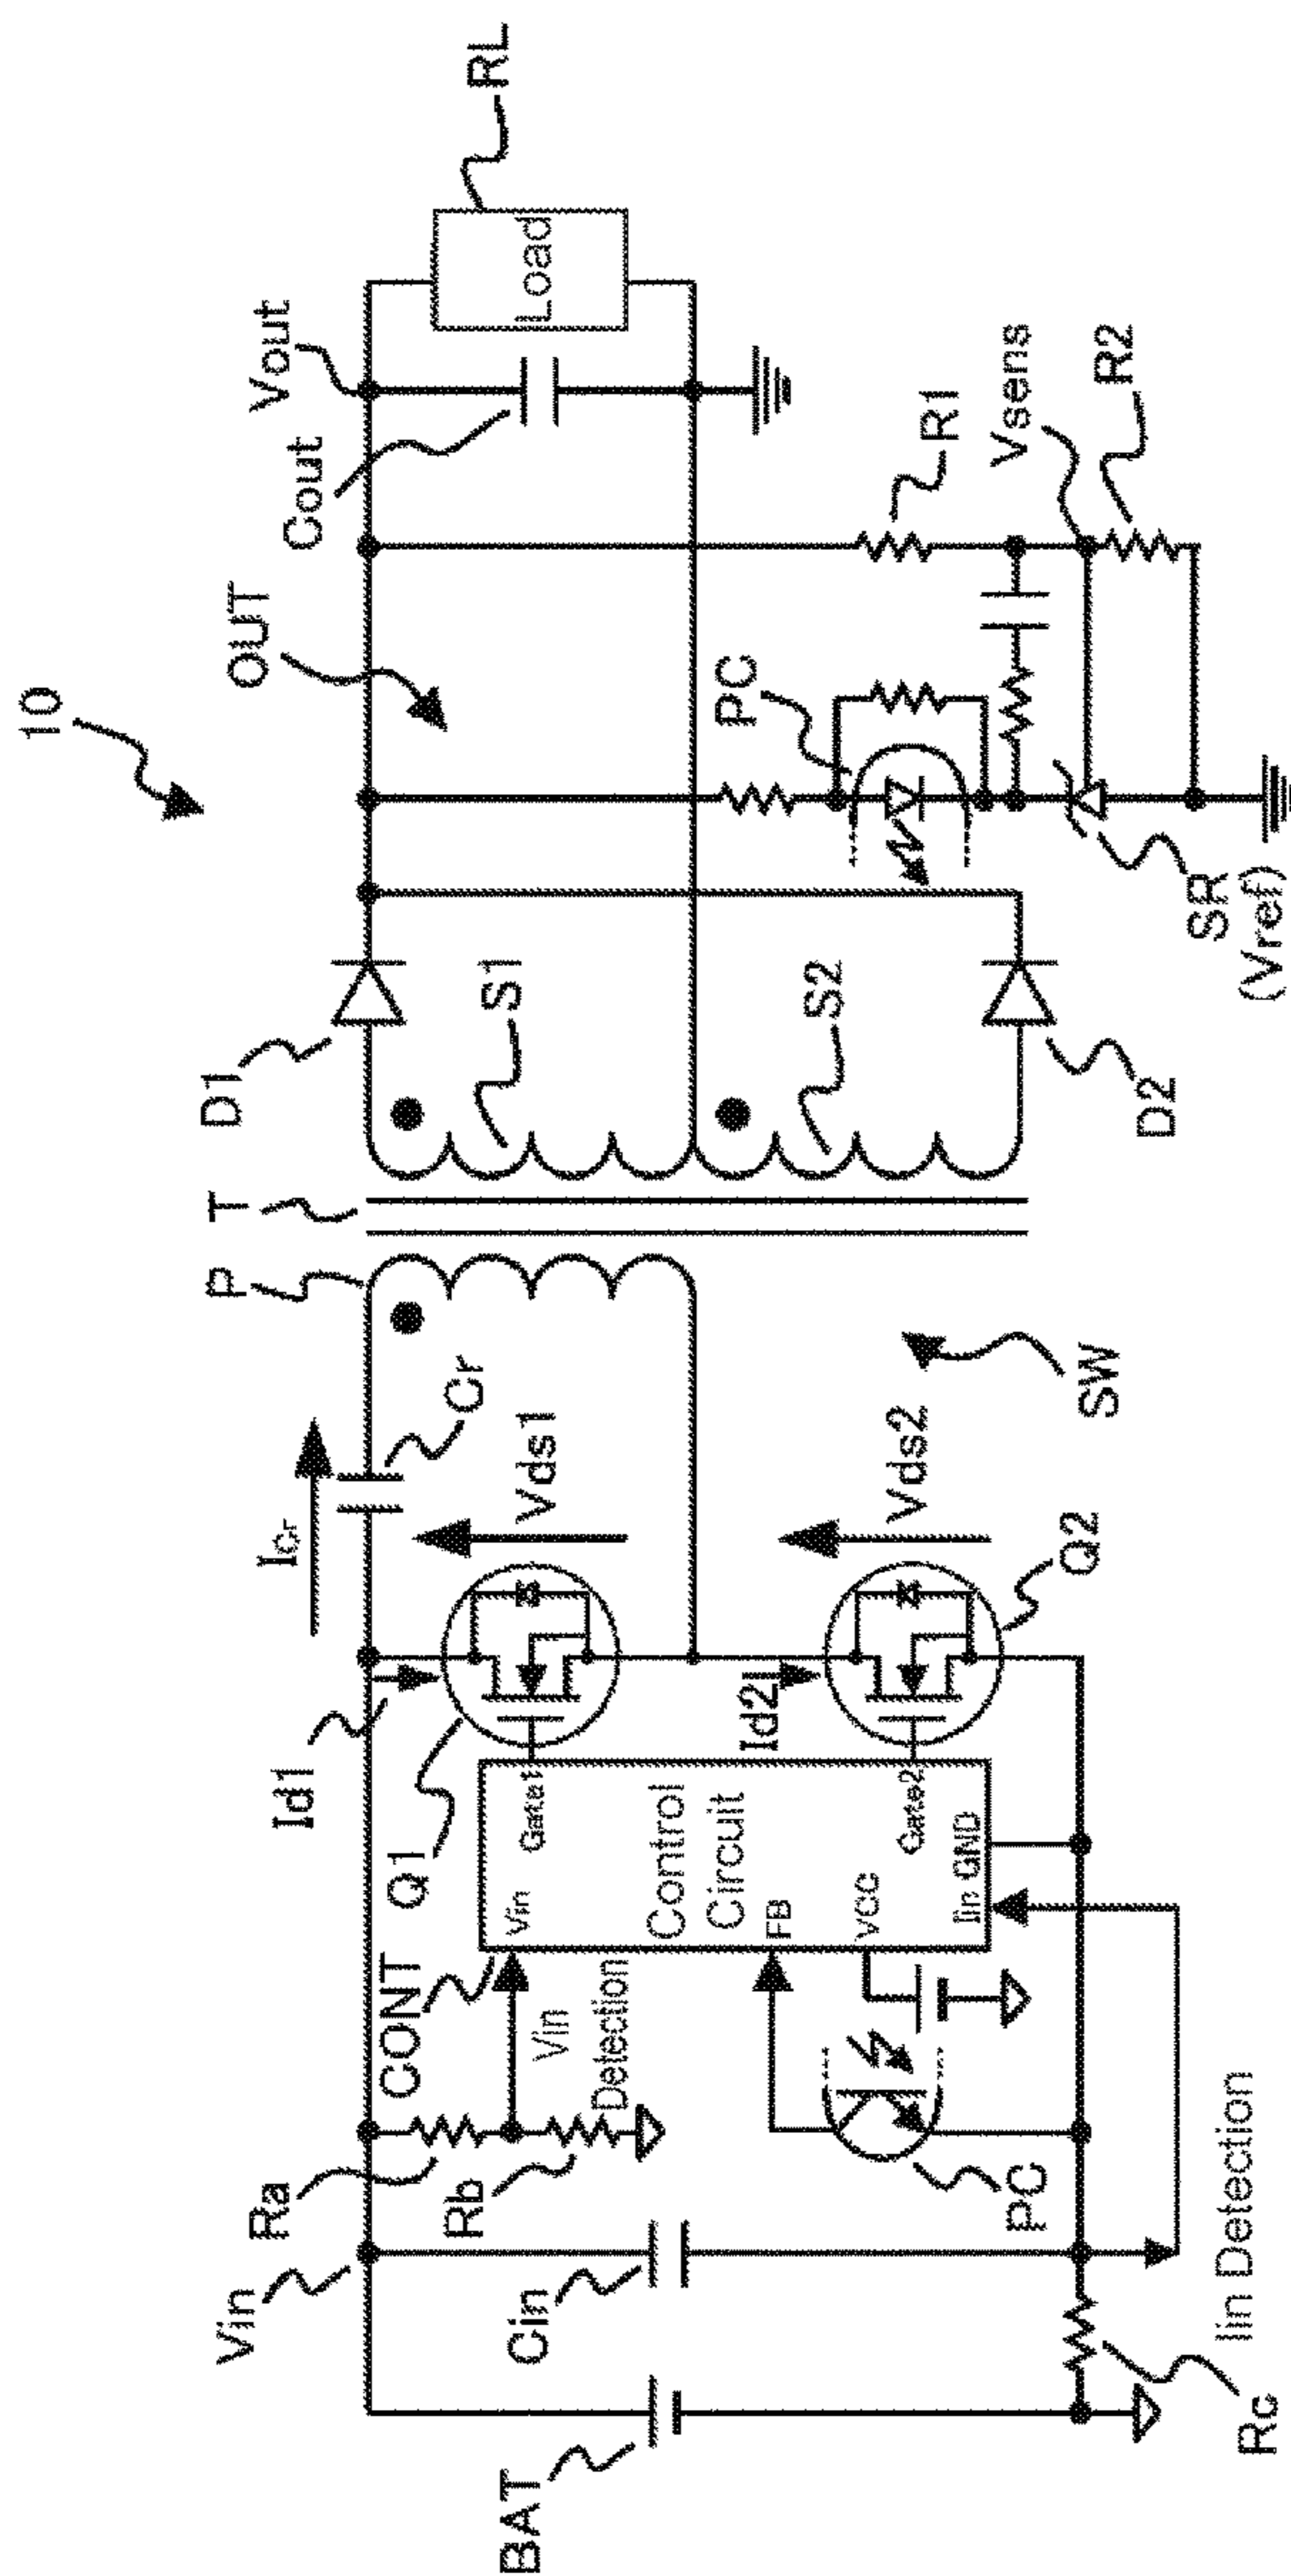 10
OUT
Vout
Cout
RL
Load
D1
T
P
S1
S2
D2
PC
R1
Vsens
R2
SR
(Vref)
ICr
Cr
Vds1
Vds2
SW
Q2
Id1
Id2
Q1
CONT
Vin
Gate1
Control
Circuit
FB
VCC
Gate2
Iin GND
Vin
Detection
Ra
Rb
PC
Vin
Cin
BAT
Iin Detection
Rc